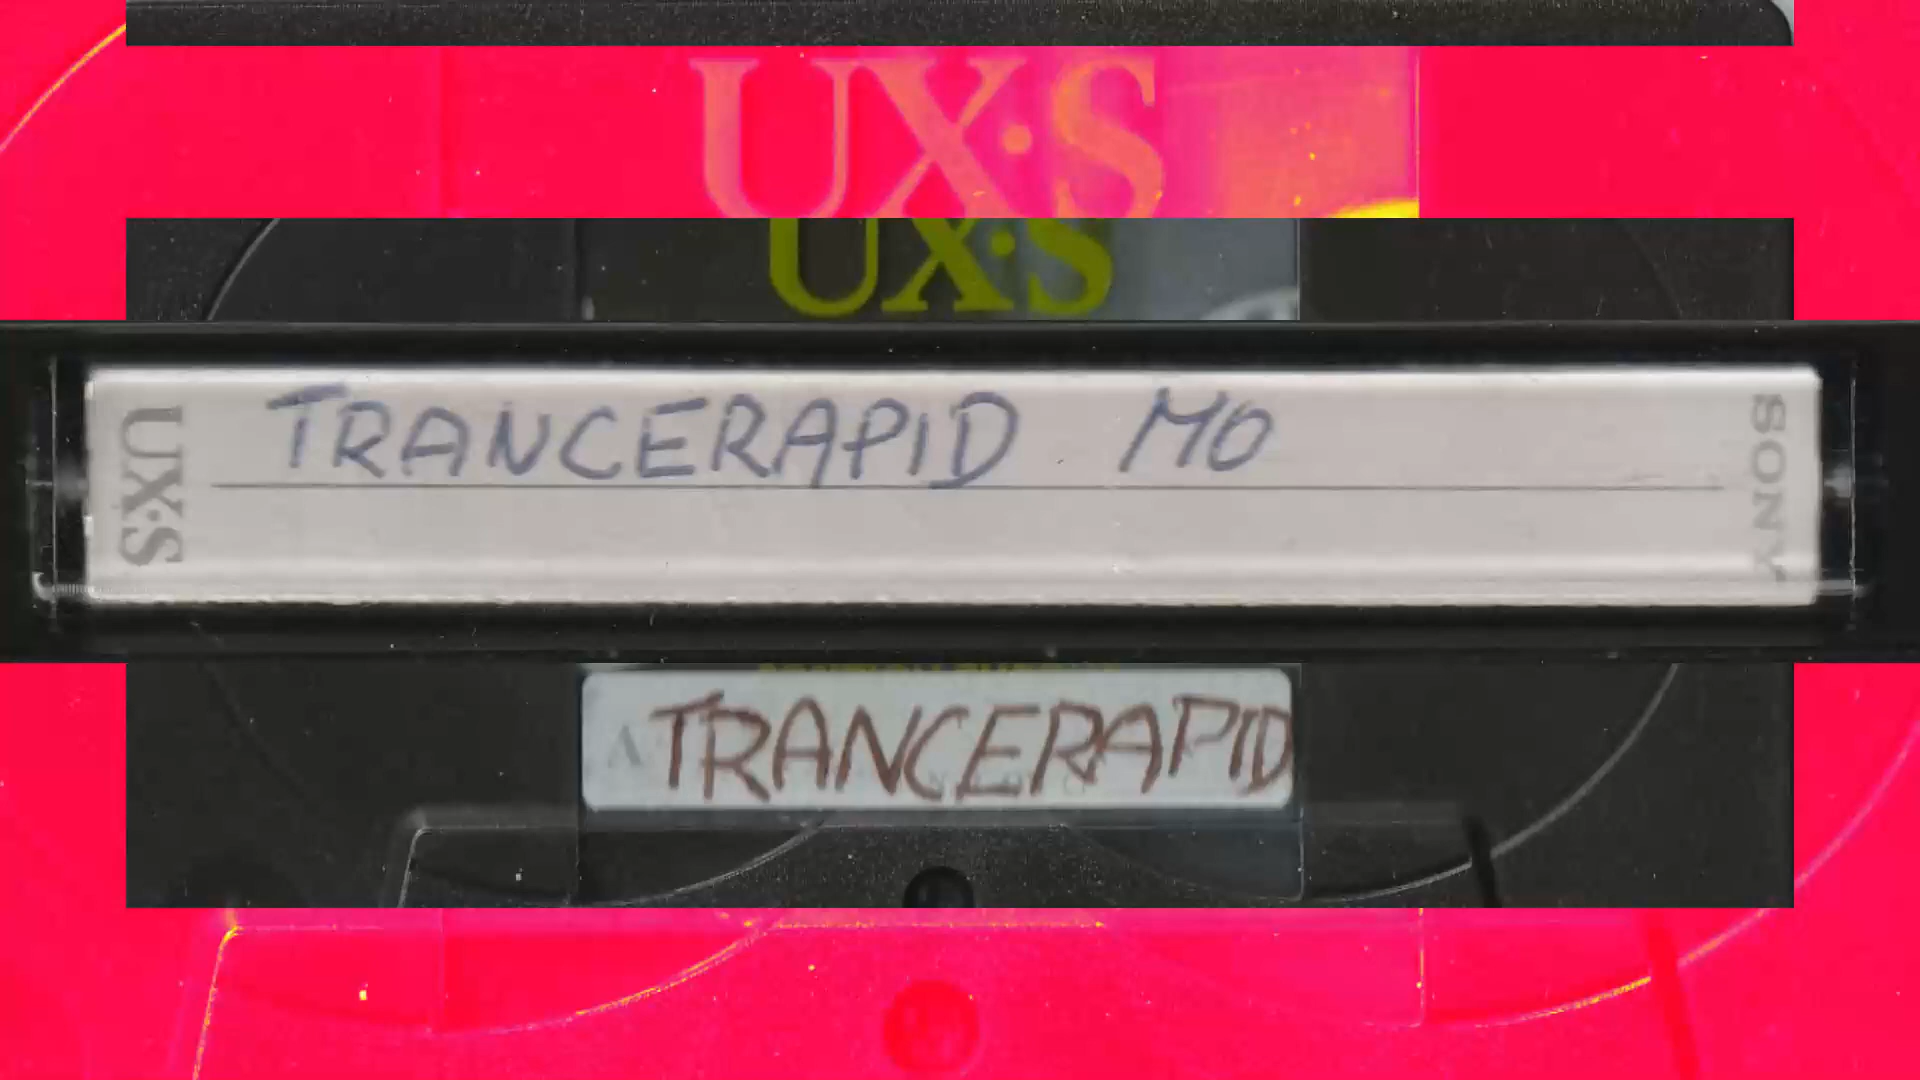 UX·S
UX·S
UX·S
TRANCERAPID MO
SONY
TRANCERAPID